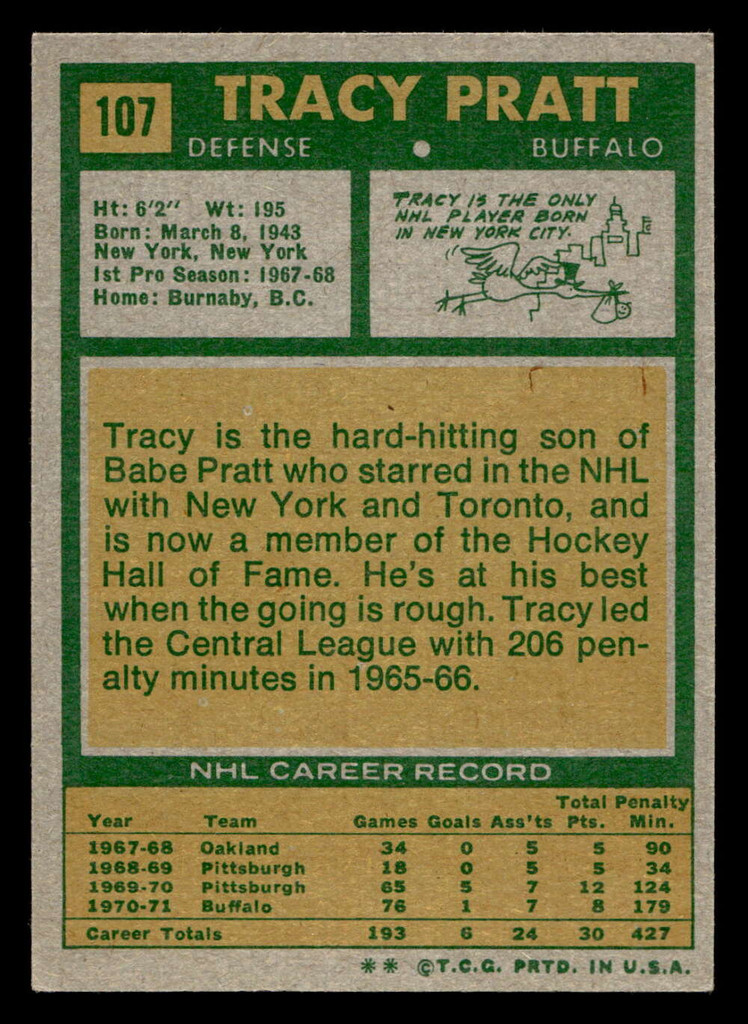 107
TRACY PRATT
DEFENSE • BUFFALO
Ht: 6'2" Wt: 195
Born: March 8, 1943
New York, New York
1st Pro Season: 1967-68
Home: Burnaby, B.C.
TRACY IS THE ONLY
NHL PLAYER BORN
IN NEW YORK CITY.
Tracy is the hard-hitting son of
Babe Pratt who starred in the NHL
with New York and Toronto, and
is now a member of the Hockey
Hall of Fame. He's at his best
when the going is rough. Tracy led
the Central League with 206 pen-
alty minutes in 1965-66.
NHL CAREER RECORD
Year Team Games Goals Ass'ts Total Pts. Penalty Min.
1967-68 Oakland 34 0 5 5 90
1968-69 Pittsburgh 18 0 5 5 34
1969-70 Pittsburgh 65 5 7 12 124
1970-71 Buffalo 76 1 7 8 179
Career Totals 193 6 24 30 427
** ©T.C.G. PRTD. IN U.S.A.